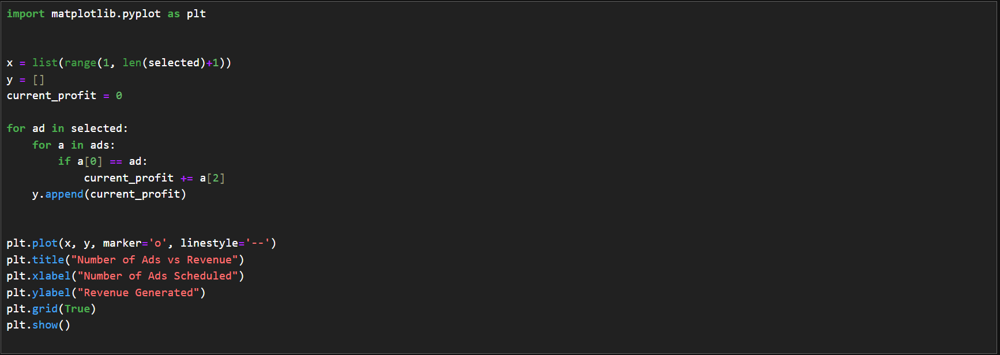 import matplotlib.pyplot as plt
x = list(range(1, len(selected)+1))
y = []
current_profit = 0
for ad in selected:
    for a in ads:
        if a[0] == ad:
            current_profit += a[2]
    y.append(current_profit)
plt.plot(x, y, marker='o', linestyle='--')
plt.title("Number of Ads vs Revenue")
plt.xlabel("Number of Ads Scheduled")
plt.ylabel("Revenue Generated")
plt.grid(True)
plt.show()